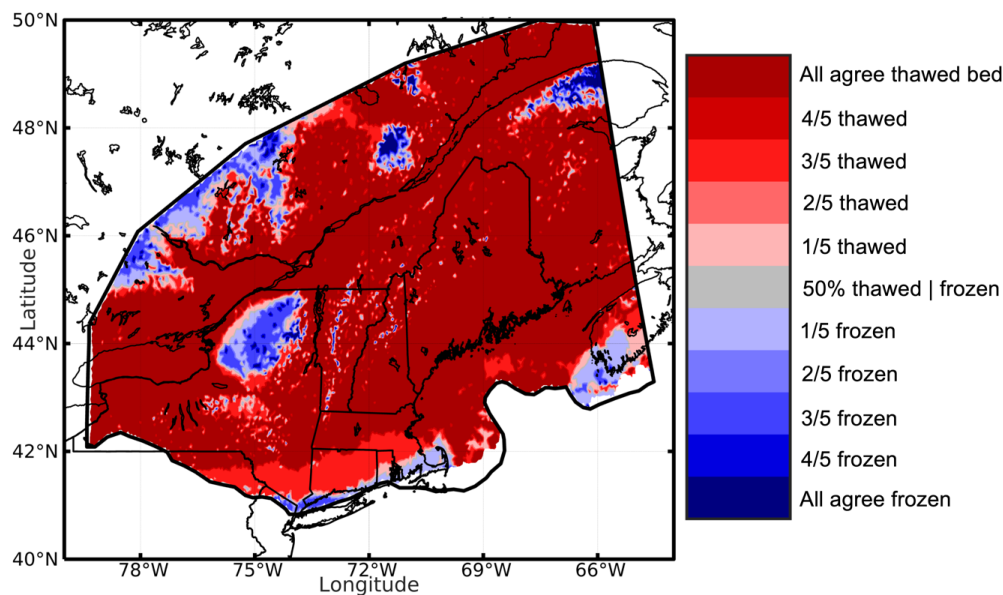 50°N
48°N
46°N
44°N
42°N
40°N
Latitude
78°W
75°W
72°W
69°W
66°W
Longitude
All agree thawed bed
4/5 thawed
3/5 thawed
2/5 thawed
1/5 thawed
50% thawed | frozen
1/5 frozen
2/5 frozen
3/5 frozen
4/5 frozen
All agree frozen